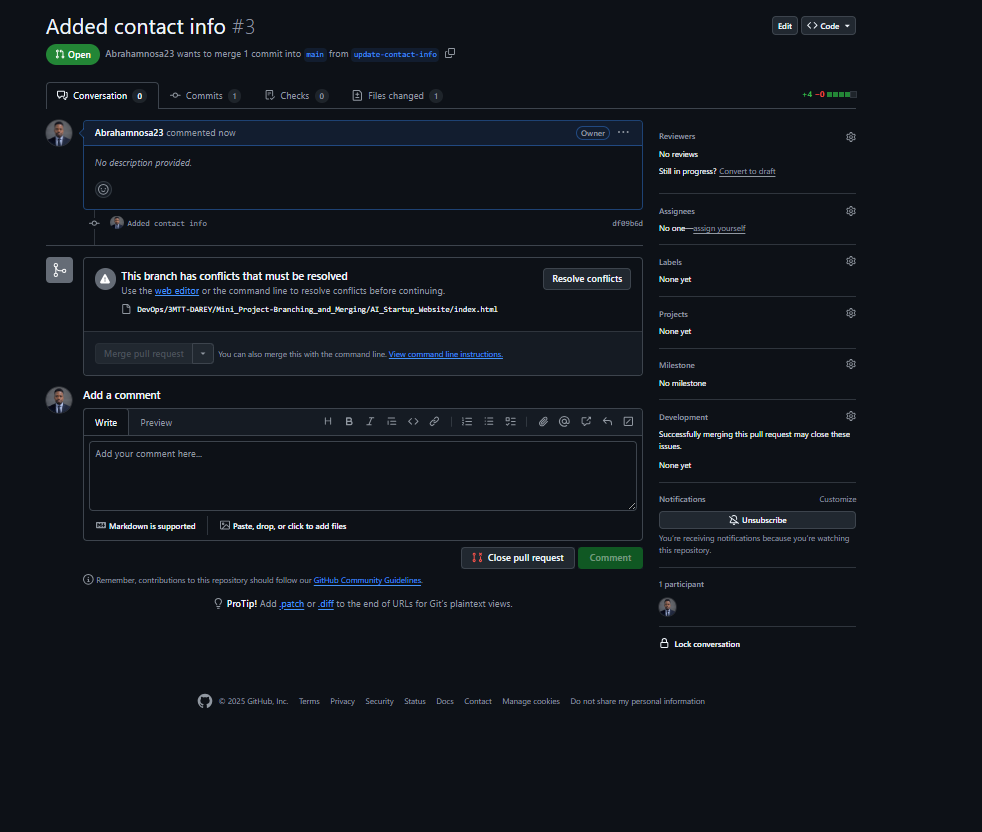 Added contact info #3
Edit
Code
Open
Abrahamnosa23 wants to merge 1 commit into main from update-contact-info
Conversation 0
Commits 1
Checks 0
Files changed 1
+4 −0
Abrahamnosa23 commented now
Owner
No description provided.
Added contact info
df09b6d
This branch has conflicts that must be resolved
Use the web editor or the command line to resolve conflicts before continuing.
Resolve conflicts
DevOps/3MTT-DAREY/Mini_Project-Branching_and_Merging/AI_Startup_Website/index.html
Merge pull request
You can also merge this with the command line. View command line instructions.
Add a comment
Write
Preview
Add your comment here...
Markdown is supported
Paste, drop, or click to add files
Close pull request
Comment
Remember, contributions to this repository should follow our GitHub Community Guidelines.
ProTip! Add .patch or .diff to the end of URLs for Git's plaintext views.
Reviewers
No reviews
Still in progress? Convert to draft
Assignees
No one—assign yourself
Labels
None yet
Projects
None yet
Milestone
No milestone
Development
Successfully merging this pull request may close these
issues.
None yet
Notifications
Customize
Unsubscribe
You're receiving notifications because you're watching
this repository.
1 participant
Lock conversation
© 2025 GitHub, Inc.
Terms
Privacy
Security
Status
Docs
Contact
Manage cookies
Do not share my personal information